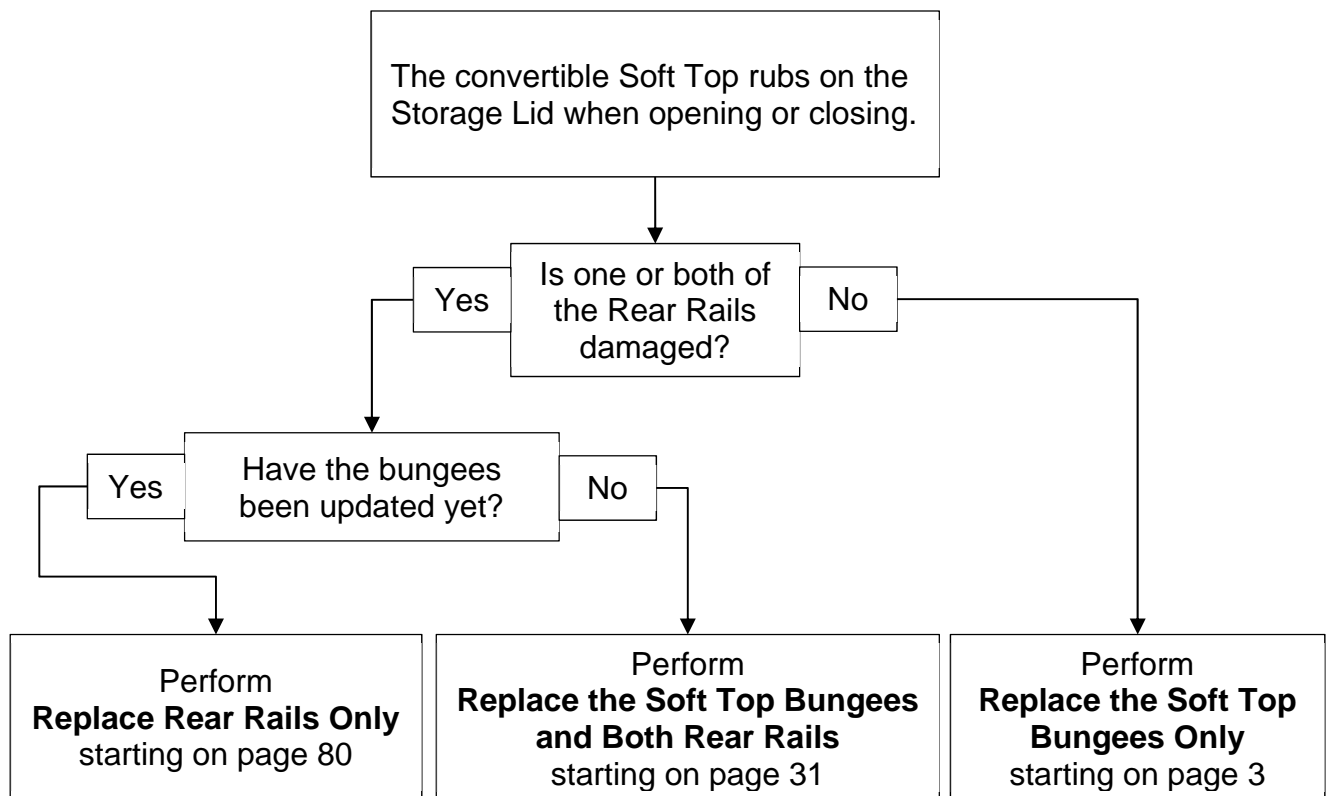 The convertible Soft Top rubs on the
Storage Lid when opening or closing.
Yes
Is one or both of
the Rear Rails
damaged?
No
Yes
Have the bungees
been updated yet?
No
Perform
Replace Rear Rails Only
starting on page 80
Perform
Replace the Soft Top Bungees
and Both Rear Rails
starting on page 31
Perform
Replace the Soft Top
Bungees Only
starting on page 3